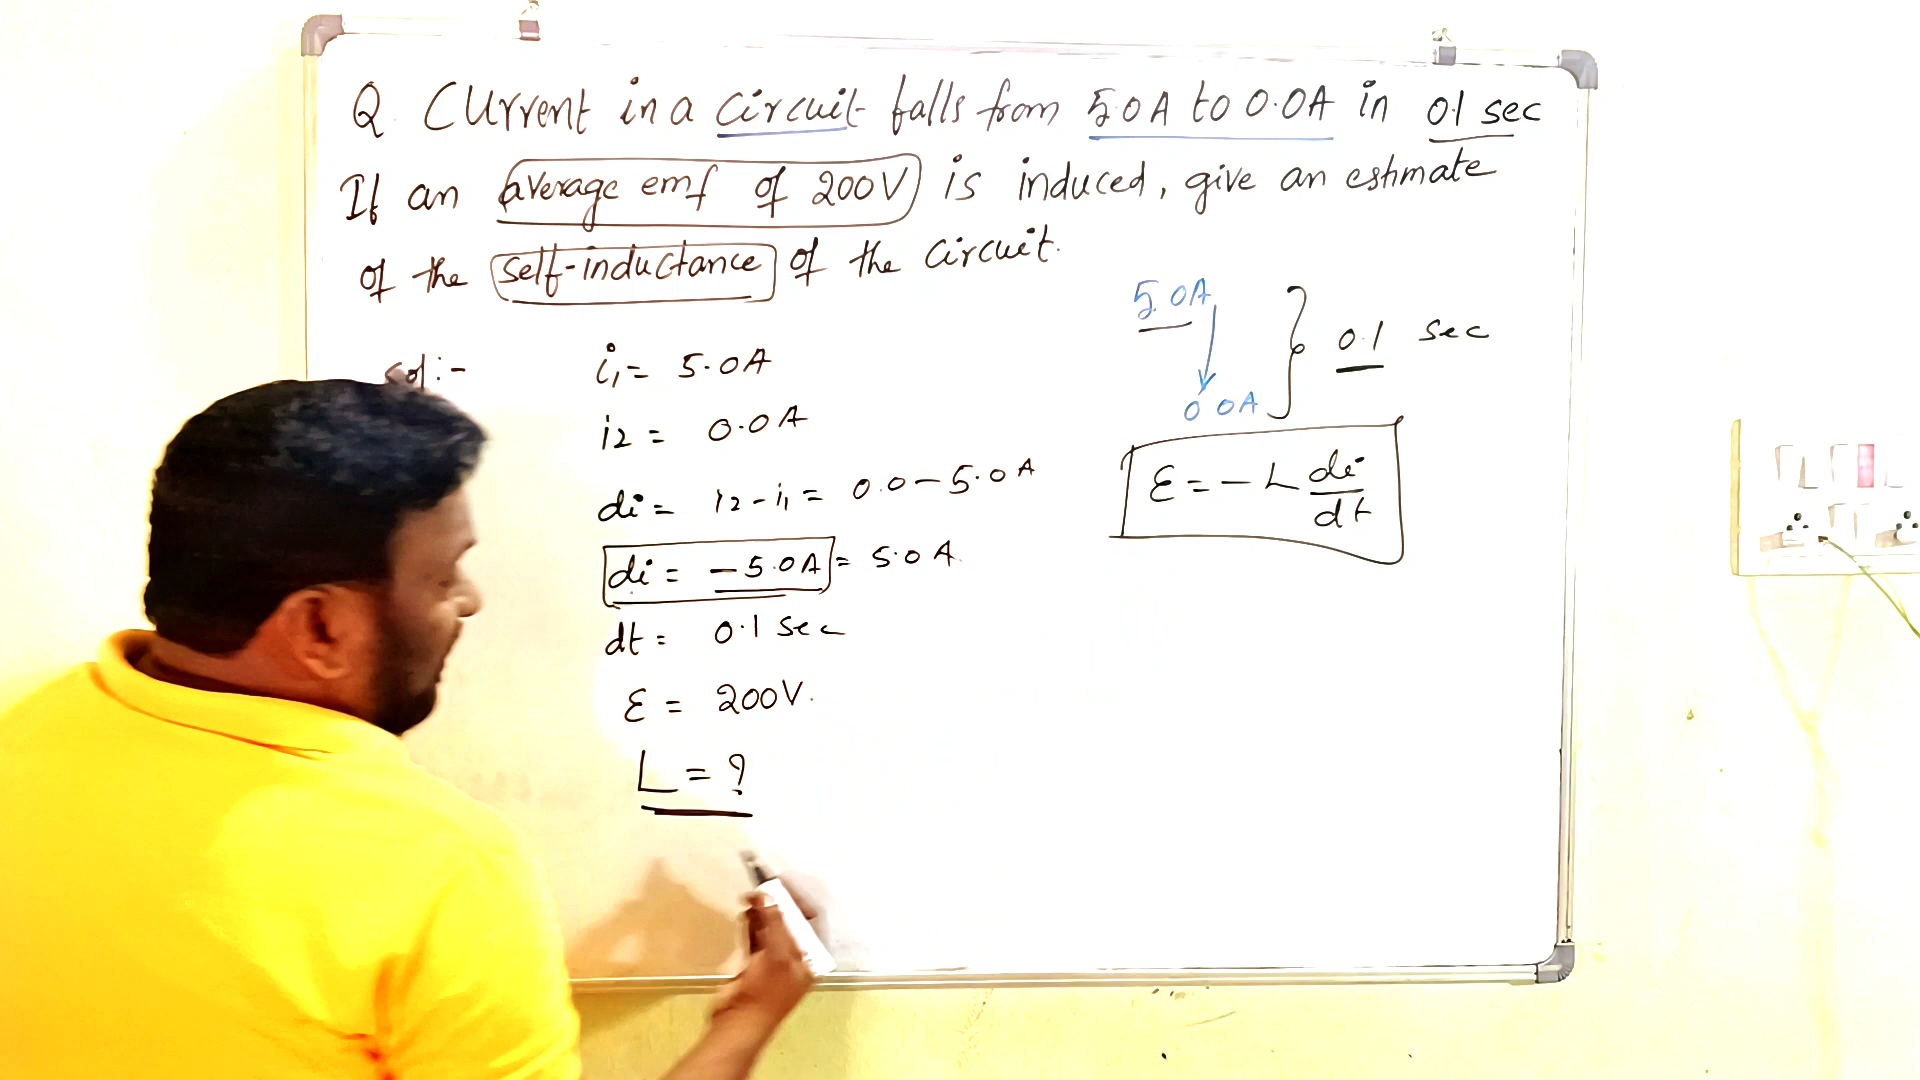 Q. Current in a circuit falls from 5.0A to 0.0A in 0.1 sec
If an average emf of 200V is induced, give an estimate
of the self-inductance of the circuit.
sol:-
i1 = 5.0A
i2 = 0.0A
di = i2 - i1 = 0.0 - 5.0A
di = -5.0A = 5.0A
dt = 0.1 sec
ε = 200V.
L = ?
5.0A
0.0A
0.1 sec
ε = - L di/dt